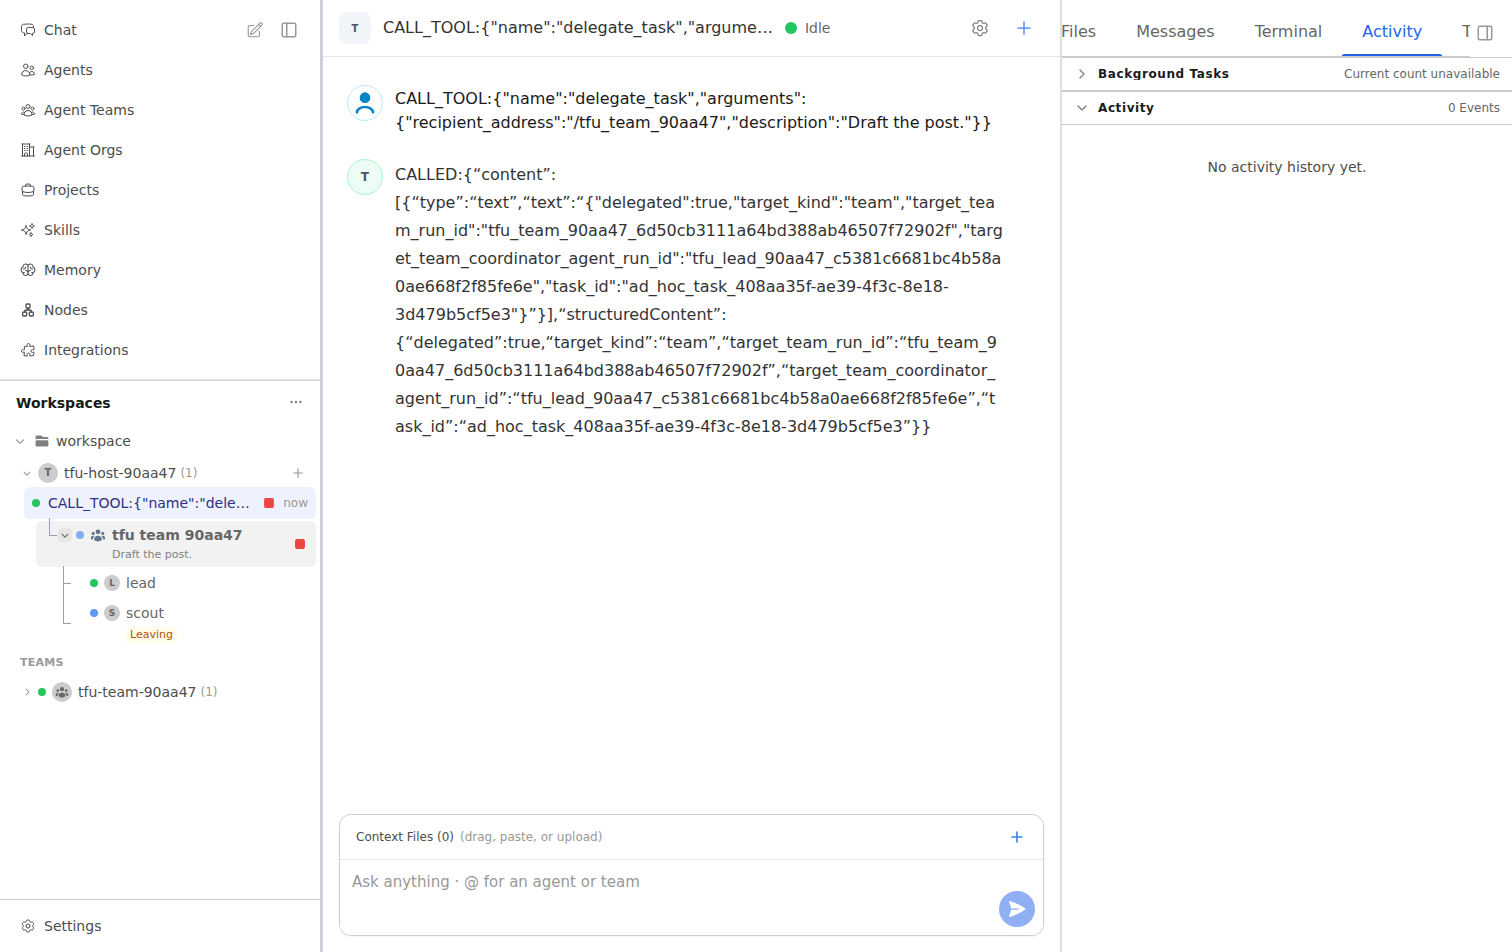 Chat
Agents
Agent Teams
Agent Orgs
Projects
Skills
Memory
Nodes
Integrations
Workspaces
workspace
T tfu-host-90aa47 (1)
CALL_TOOL:{"name":"dele… now
tfu team 90aa47
Draft the post.
L lead
S scout
Leaving
TEAMS
tfu-team-90aa47 (1)
Settings
T CALL_TOOL:{"name":"delegate_task","argume… Idle
CALL_TOOL:{"name":"delegate_task","arguments":
{"recipient_address":"/tfu_team_90aa47","description":"Draft the post."}}
T
CALLED:{“content”:
[{“type”:“text”,“text”:“{"delegated":true,"target_kind":"team","target_tea
m_run_id":"tfu_team_90aa47_6d50cb3111a64bd388ab46507f72902f","targ
et_team_coordinator_agent_run_id":"tfu_lead_90aa47_c5381c6681bc4b58a
0ae668f2f85fe6e","task_id":"ad_hoc_task_408aa35f-ae39-4f3c-8e18-
3d479b5cf5e3"}”}],“structuredContent”:
{“delegated”:true,“target_kind”:“team”,“target_team_run_id”:“tfu_team_9
0aa47_6d50cb3111a64bd388ab46507f72902f”,“target_team_coordinator_
agent_run_id”:“tfu_lead_90aa47_c5381c6681bc4b58a0ae668f2f85fe6e”,“t
ask_id”:“ad_hoc_task_408aa35f-ae39-4f3c-8e18-3d479b5cf5e3”}}
Context Files (0) (drag, paste, or upload)
Ask anything · @ for an agent or team
Files Messages Terminal Activity T
Background Tasks Current count unavailable
Activity 0 Events
No activity history yet.